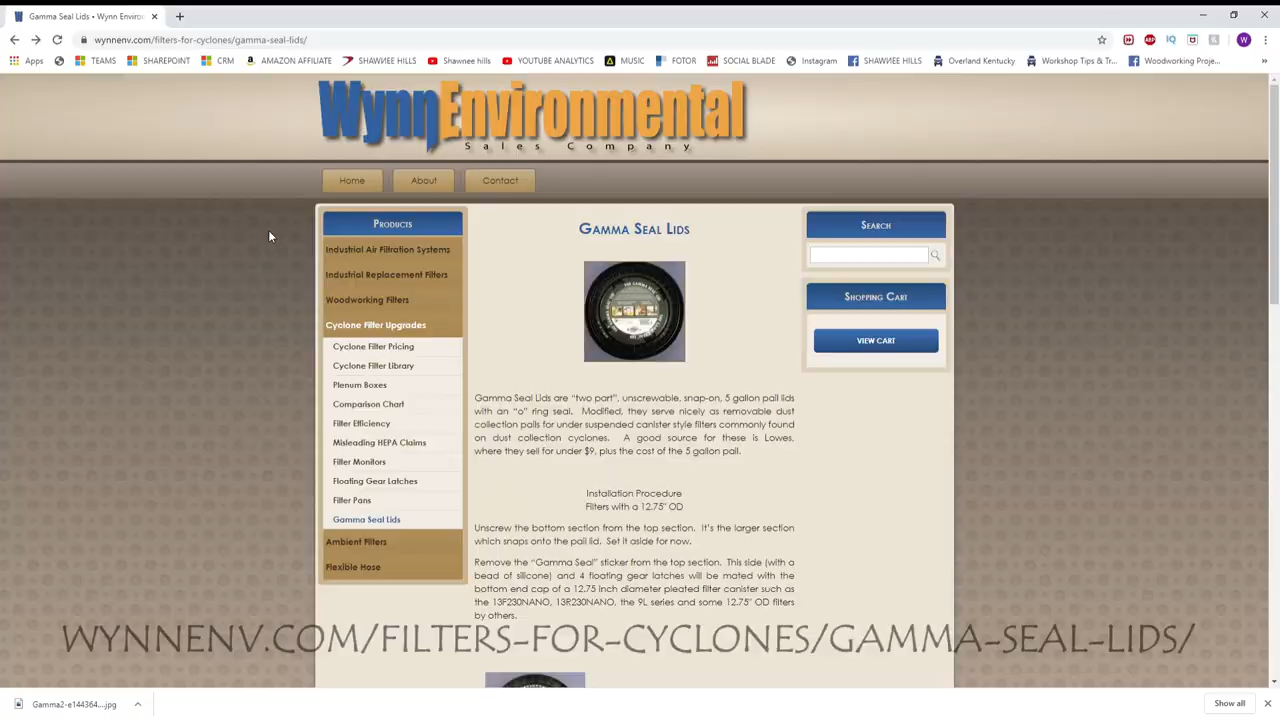 Gamma Seal Lids • Wynn Environ
wynnenv.com/filters-for-cyclones/gamma-seal-lids/
Apps TEAMS SHAREPOINT CRM AMAZON AFFILIATE SHAWNEE HILLS Shawnee hills YOUTUBE ANALYTICS MUSIC FOTOR SOCIAL BLADE Instagram SHAWNEE HILLS Overland Kentucky Workshop Tips & Tr... Woodworking Proje... »
WynnEnvironmental
Sales Company
Home About Contact
Products
Industrial Air Filtration Systems
Industrial Replacement Filters
Woodworking Filters
Cyclone Filter Upgrades
Cyclone Filter Pricing
Cyclone Filter Library
Plenum Boxes
Comparison Chart
Filter Efficiency
Misleading HEPA Claims
Filter Monitors
Floating Gear Latches
Filter Pans
Gamma Seal Lids
Ambient Filters
Flexible Hose
Gamma Seal Lids
Gamma Seal Lids are “two part”, unscrewable, snap-on, 5 gallon pail lids
with an “o” ring seal. Modified, they serve nicely as removable dust
collection pails for under suspended canister style filters commonly found
on dust collection cyclones. A good source for these is Lowes,
where they sell for under $9, plus the cost of the 5 gallon pail.
Installation Procedure
Filters with a 12.75" OD
Unscrew the bottom section from the top section. It’s the larger section
which snaps onto the pail lid. Set it aside for now.
Remove the “Gamma Seal” sticker from the top section. This side (with a
bead of silicone) and 4 floating gear latches will be mated with the
bottom end cap of a 12.75 inch diameter pleated filter canister such as
the 13F230NANO, 13R230NANO, the 9L series and some 12.75" OD filters
by others.
Search
Shopping Cart
VIEW CART
WYNNENV.COM/FILTERS-FOR-CYCLONES/GAMMA-SEAL-LIDS/
Gamma2-e144364....jpg
Show all